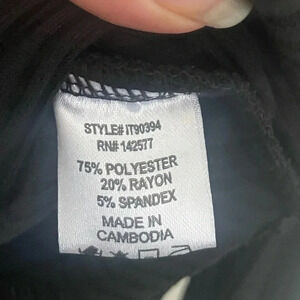 STYLE# IT90394
RN# 142577
75% POLYESTER
20% RAYON
5% SPANDEX
MADE IN
CAMBODIA